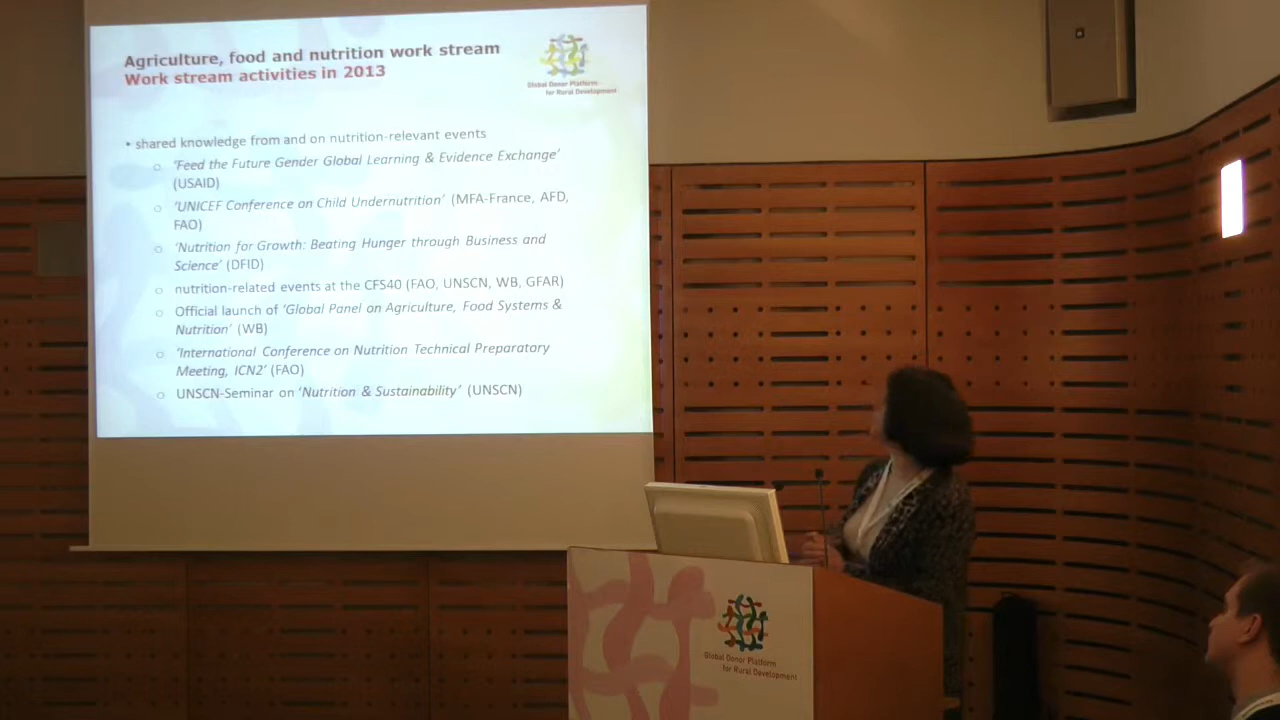 Agriculture, food and nutrition work stream
Work stream activities in 2013
Global Donor Platform
for Rural Development
• shared knowledge from and on nutrition-relevant events
o 'Feed the Future Gender Global Learning & Evidence Exchange'
(USAID)
o 'UNICEF Conference on Child Undernutrition' (MFA-France, AFD,
FAO)
o 'Nutrition for Growth: Beating Hunger through Business and
Science' (DFID)
o nutrition-related events at the CFS40 (FAO, UNSCN, WB, GFAR)
o Official launch of 'Global Panel on Agriculture, Food Systems &
Nutrition' (WB)
o 'International Conference on Nutrition Technical Preparatory
Meeting, ICN2' (FAO)
o UNSCN-Seminar on 'Nutrition & Sustainability' (UNSCN)
Global Donor Platform
for Rural Development